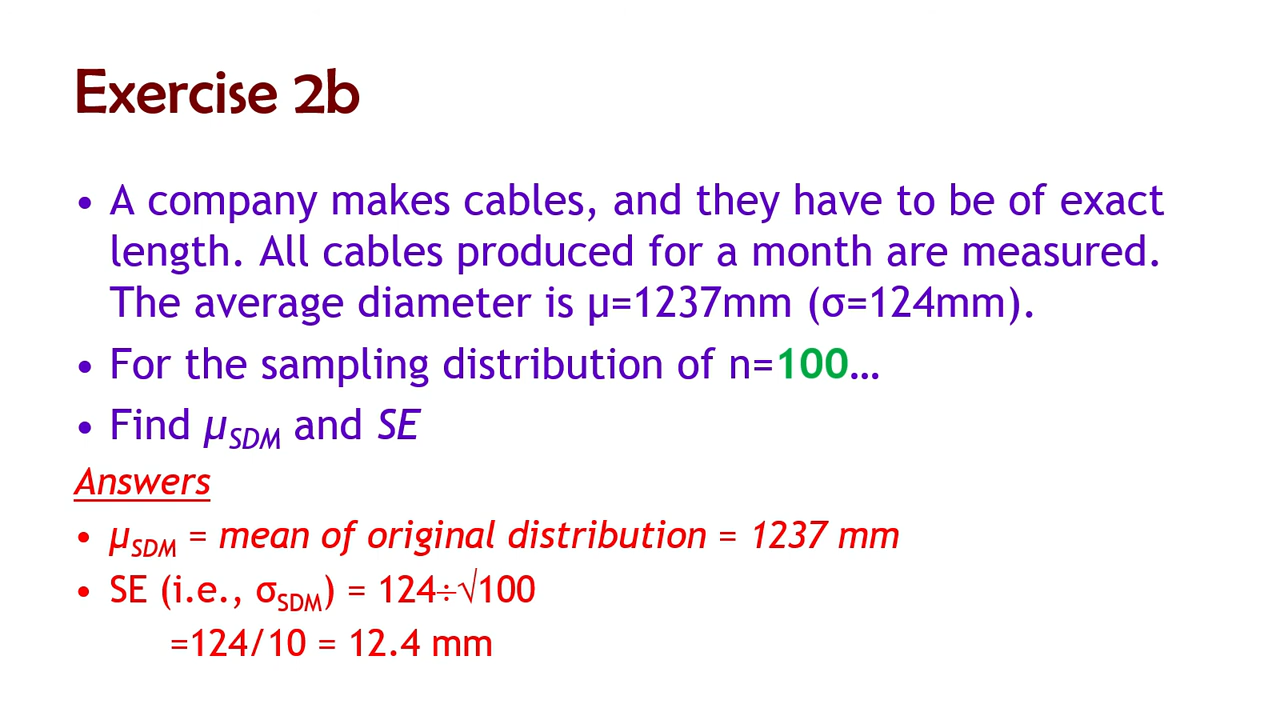 Exercise 2b
• A company makes cables, and they have to be of exact
length. All cables produced for a month are measured.
The average diameter is μ=1237mm (σ=124mm).
• For the sampling distribution of n=100…
• Find μSDM and SE
Answers
• μSDM = mean of original distribution = 1237 mm
• SE (i.e., σSDM) = 124÷√100
=124/10 = 12.4 mm